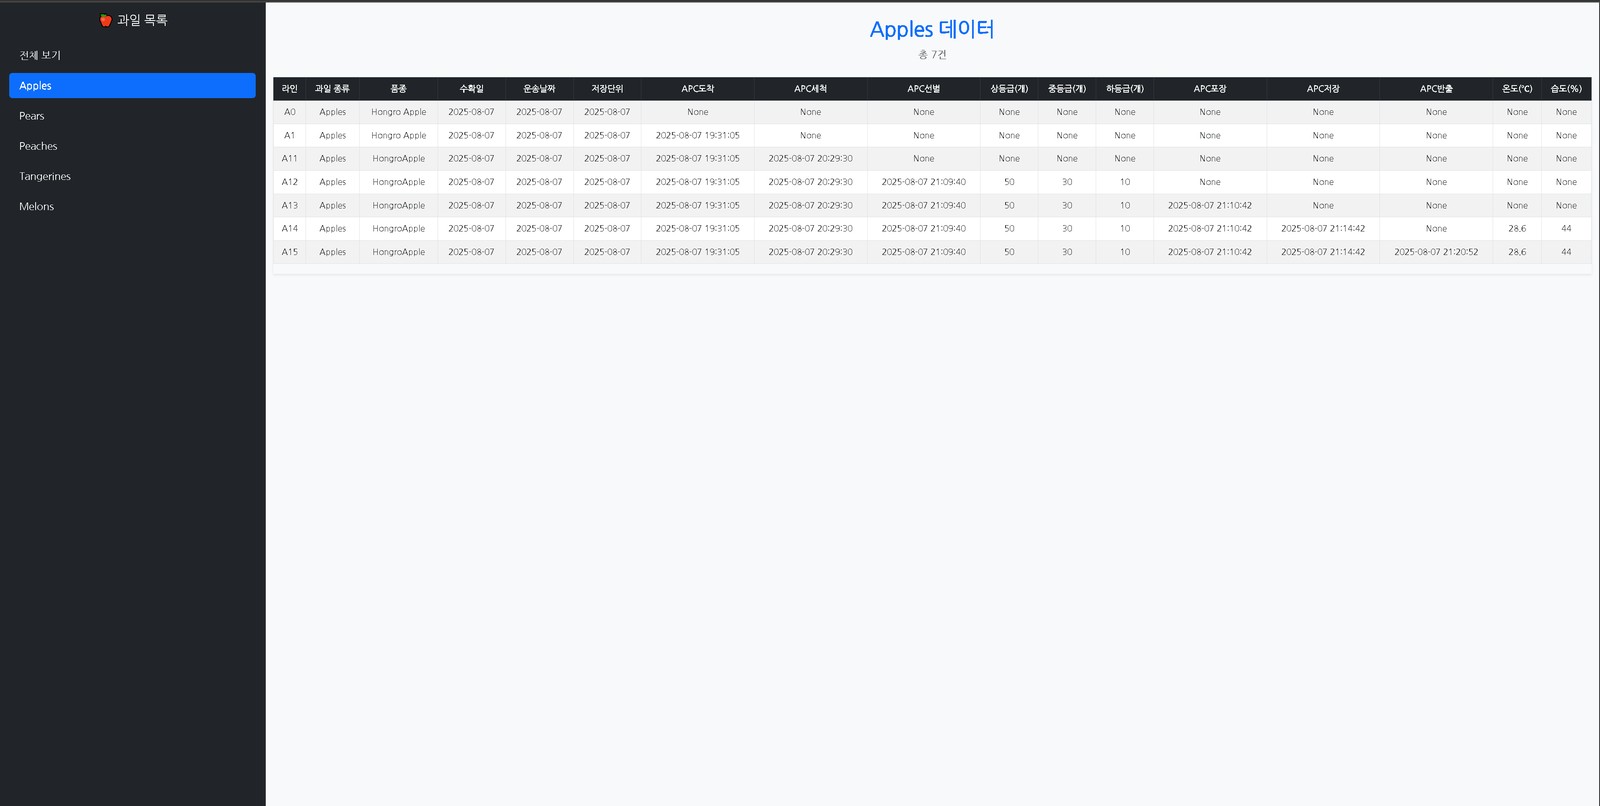 🍎 과일 목록
전체 보기
Apples
Pears
Peaches
Tangerines
Melons
Apples 데이터
총 7건
라인 과일 종류 품종 수확일 운송날짜 저장단위 APC도착 APC세척 APC선별 상등급(개) 중등급(개) 하등급(개) APC포장 APC저장 APC반출 온도(℃) 습도(%)
A0 Apples Hongro Apple 2025-08-07 2025-08-07 2025-08-07 None None None None None None None None None None None
A1 Apples Hongro Apple 2025-08-07 2025-08-07 2025-08-07 2025-08-07 19:31:05 None None None None None None None None None None
A11 Apples HongroApple 2025-08-07 2025-08-07 2025-08-07 2025-08-07 19:31:05 2025-08-07 20:29:30 None None None None None None None None None
A12 Apples HongroApple 2025-08-07 2025-08-07 2025-08-07 2025-08-07 19:31:05 2025-08-07 20:29:30 2025-08-07 21:09:40 50 30 10 None None None None None
A13 Apples HongroApple 2025-08-07 2025-08-07 2025-08-07 2025-08-07 19:31:05 2025-08-07 20:29:30 2025-08-07 21:09:40 50 30 10 2025-08-07 21:10:42 None None None None
A14 Apples HongroApple 2025-08-07 2025-08-07 2025-08-07 2025-08-07 19:31:05 2025-08-07 20:29:30 2025-08-07 21:09:40 50 30 10 2025-08-07 21:10:42 2025-08-07 21:14:42 None 28.6 44
A15 Apples HongroApple 2025-08-07 2025-08-07 2025-08-07 2025-08-07 19:31:05 2025-08-07 20:29:30 2025-08-07 21:09:40 50 30 10 2025-08-07 21:10:42 2025-08-07 21:14:42 2025-08-07 21:20:52 28.6 44